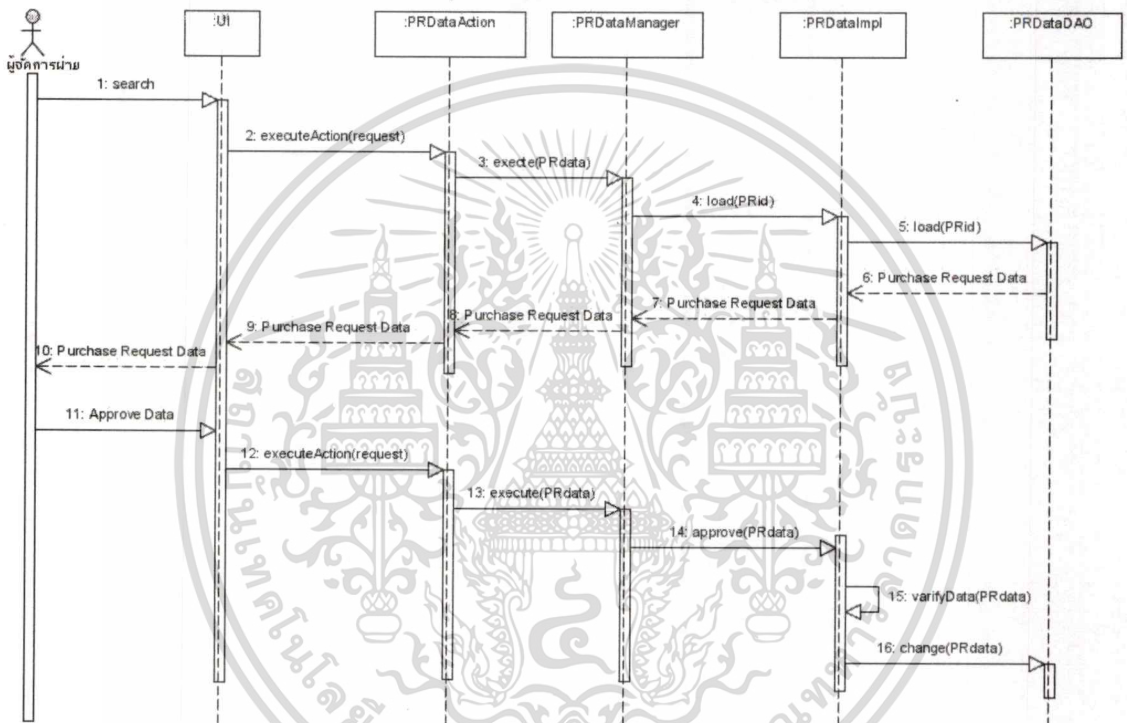 :UI
:PRDataAction
:PRDataManager
:PRDataImpl
:PRDataDAO
ผู้จัดการฝ่าย
1: search
2: executeAction(request)
3: execte(PRdata)
4: load(PRid)
5: load(PRid)
6: Purchase Request Data
7: Purchase Request Data
8: Purchase Request Data
9: Purchase Request Data
10: Purchase Request Data
11: Approve Data
12: executeAction(request)
13: execute(PRdata)
14: approve(PRdata)
15: varifyData(PRdata)
16: change(PRdata)